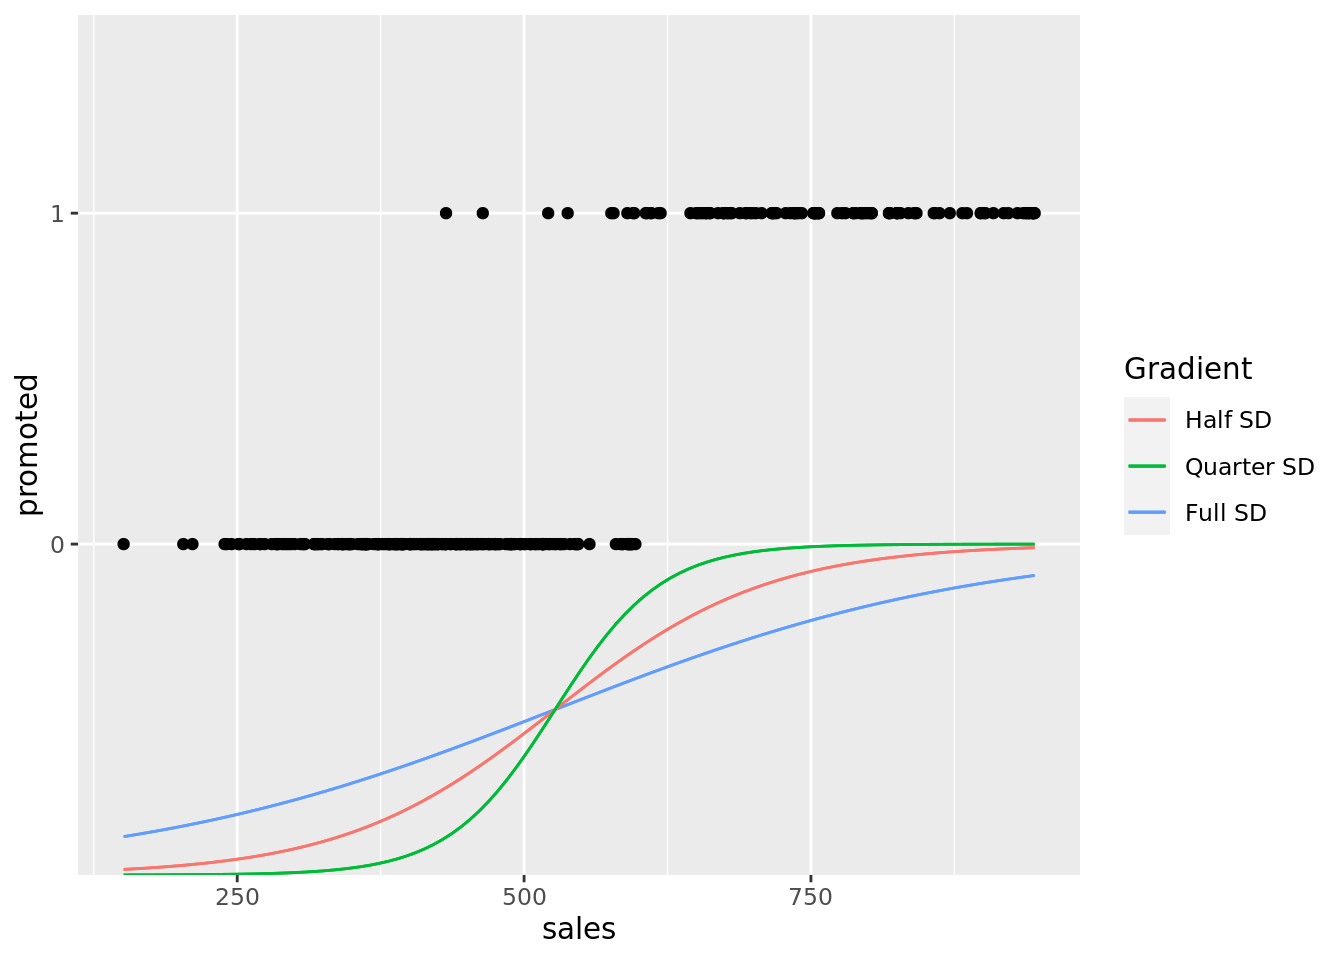 promoted
1
0
250 500 750
sales
Gradient
Half SD
Quarter SD
Full SD